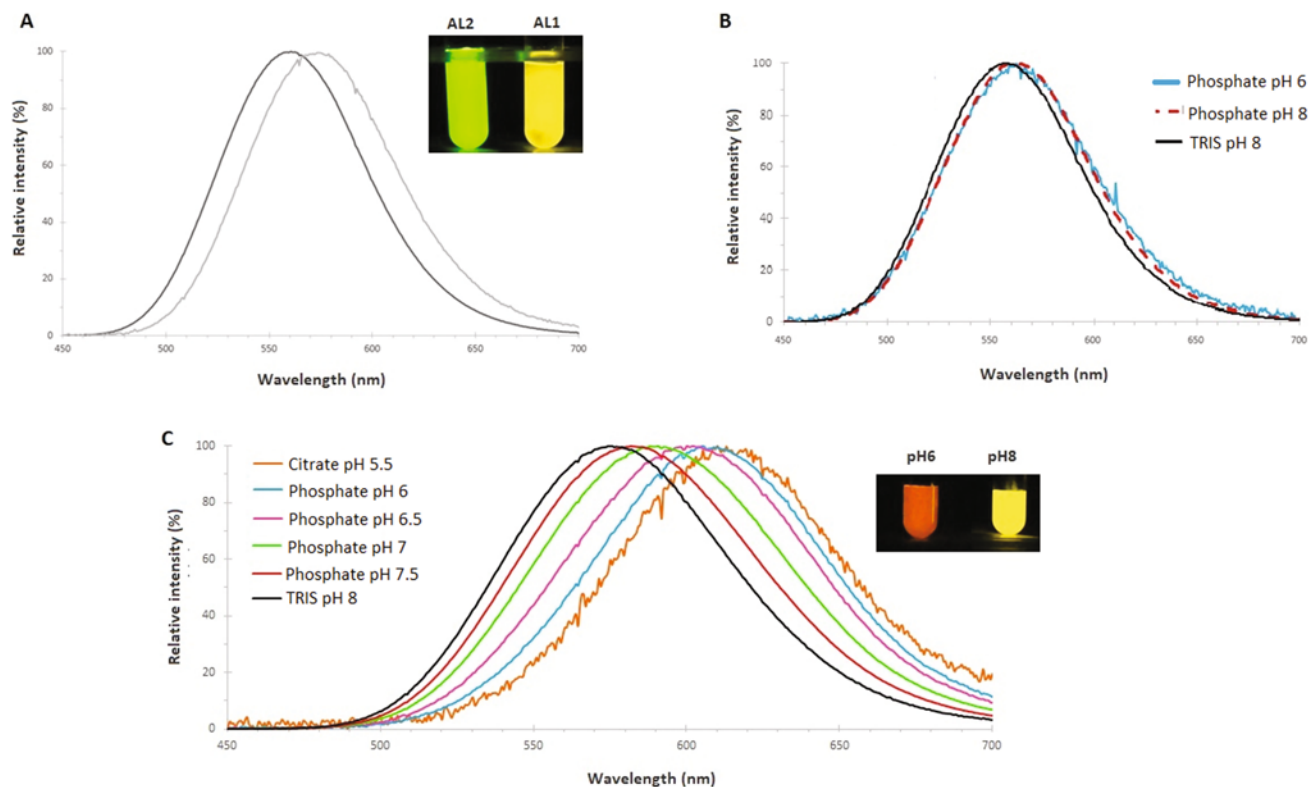 A
AL2 AL1
Relative intensity (%)
100
80
60
40
20
0
450 500 550 600 650 700
Wavelength (nm)
B
Phosphate pH 6
Phosphate pH 8
TRIS pH 8
Relative intensity (%)
100
80
60
40
20
0
450 500 550 600 650 700
Wavelength (nm)
C
Citrate pH 5.5
Phosphate pH 6
Phosphate pH 6.5
Phosphate pH 7
Phosphate pH 7.5
TRIS pH 8
pH6 pH8
Relative intensity (%)
100
80
60
40
20
0
450 500 550 600 650 700
Wavelength (nm)